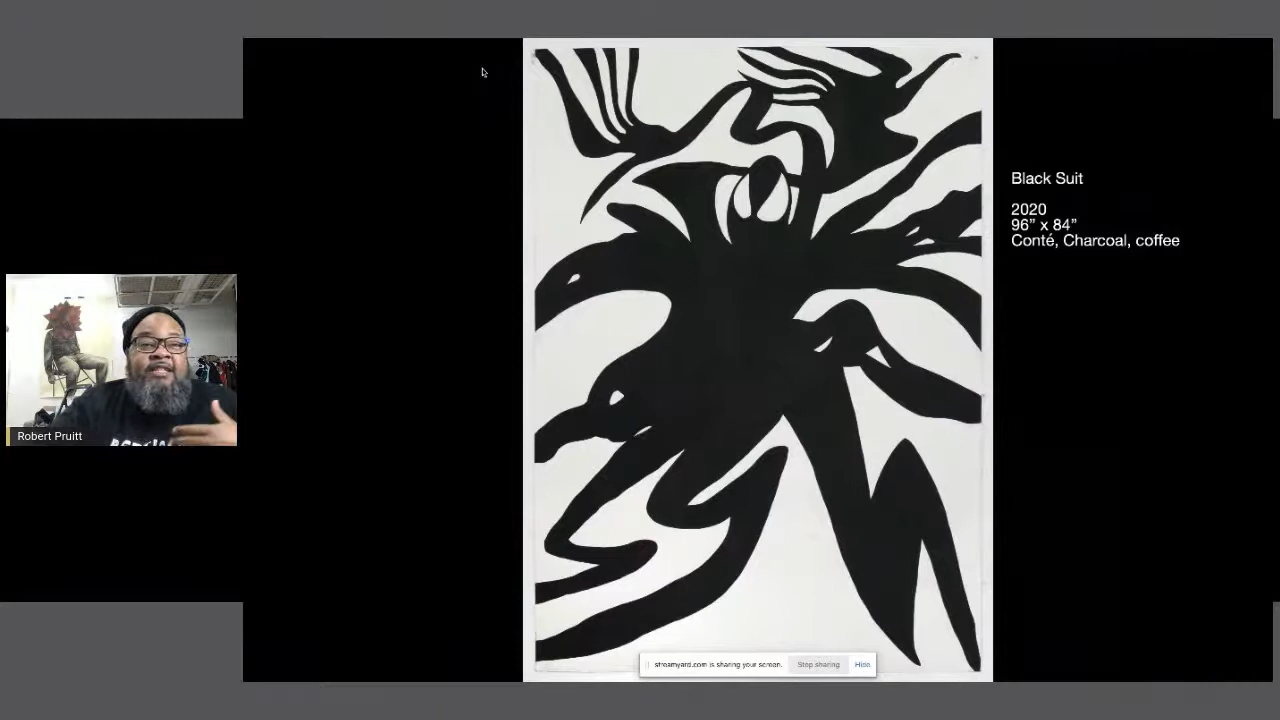 Black Suit
2020
96” x 84”
Conté, Charcoal, coffee
Robert Pruitt
streamyard.com is sharing your screen.
Stop sharing
Hide